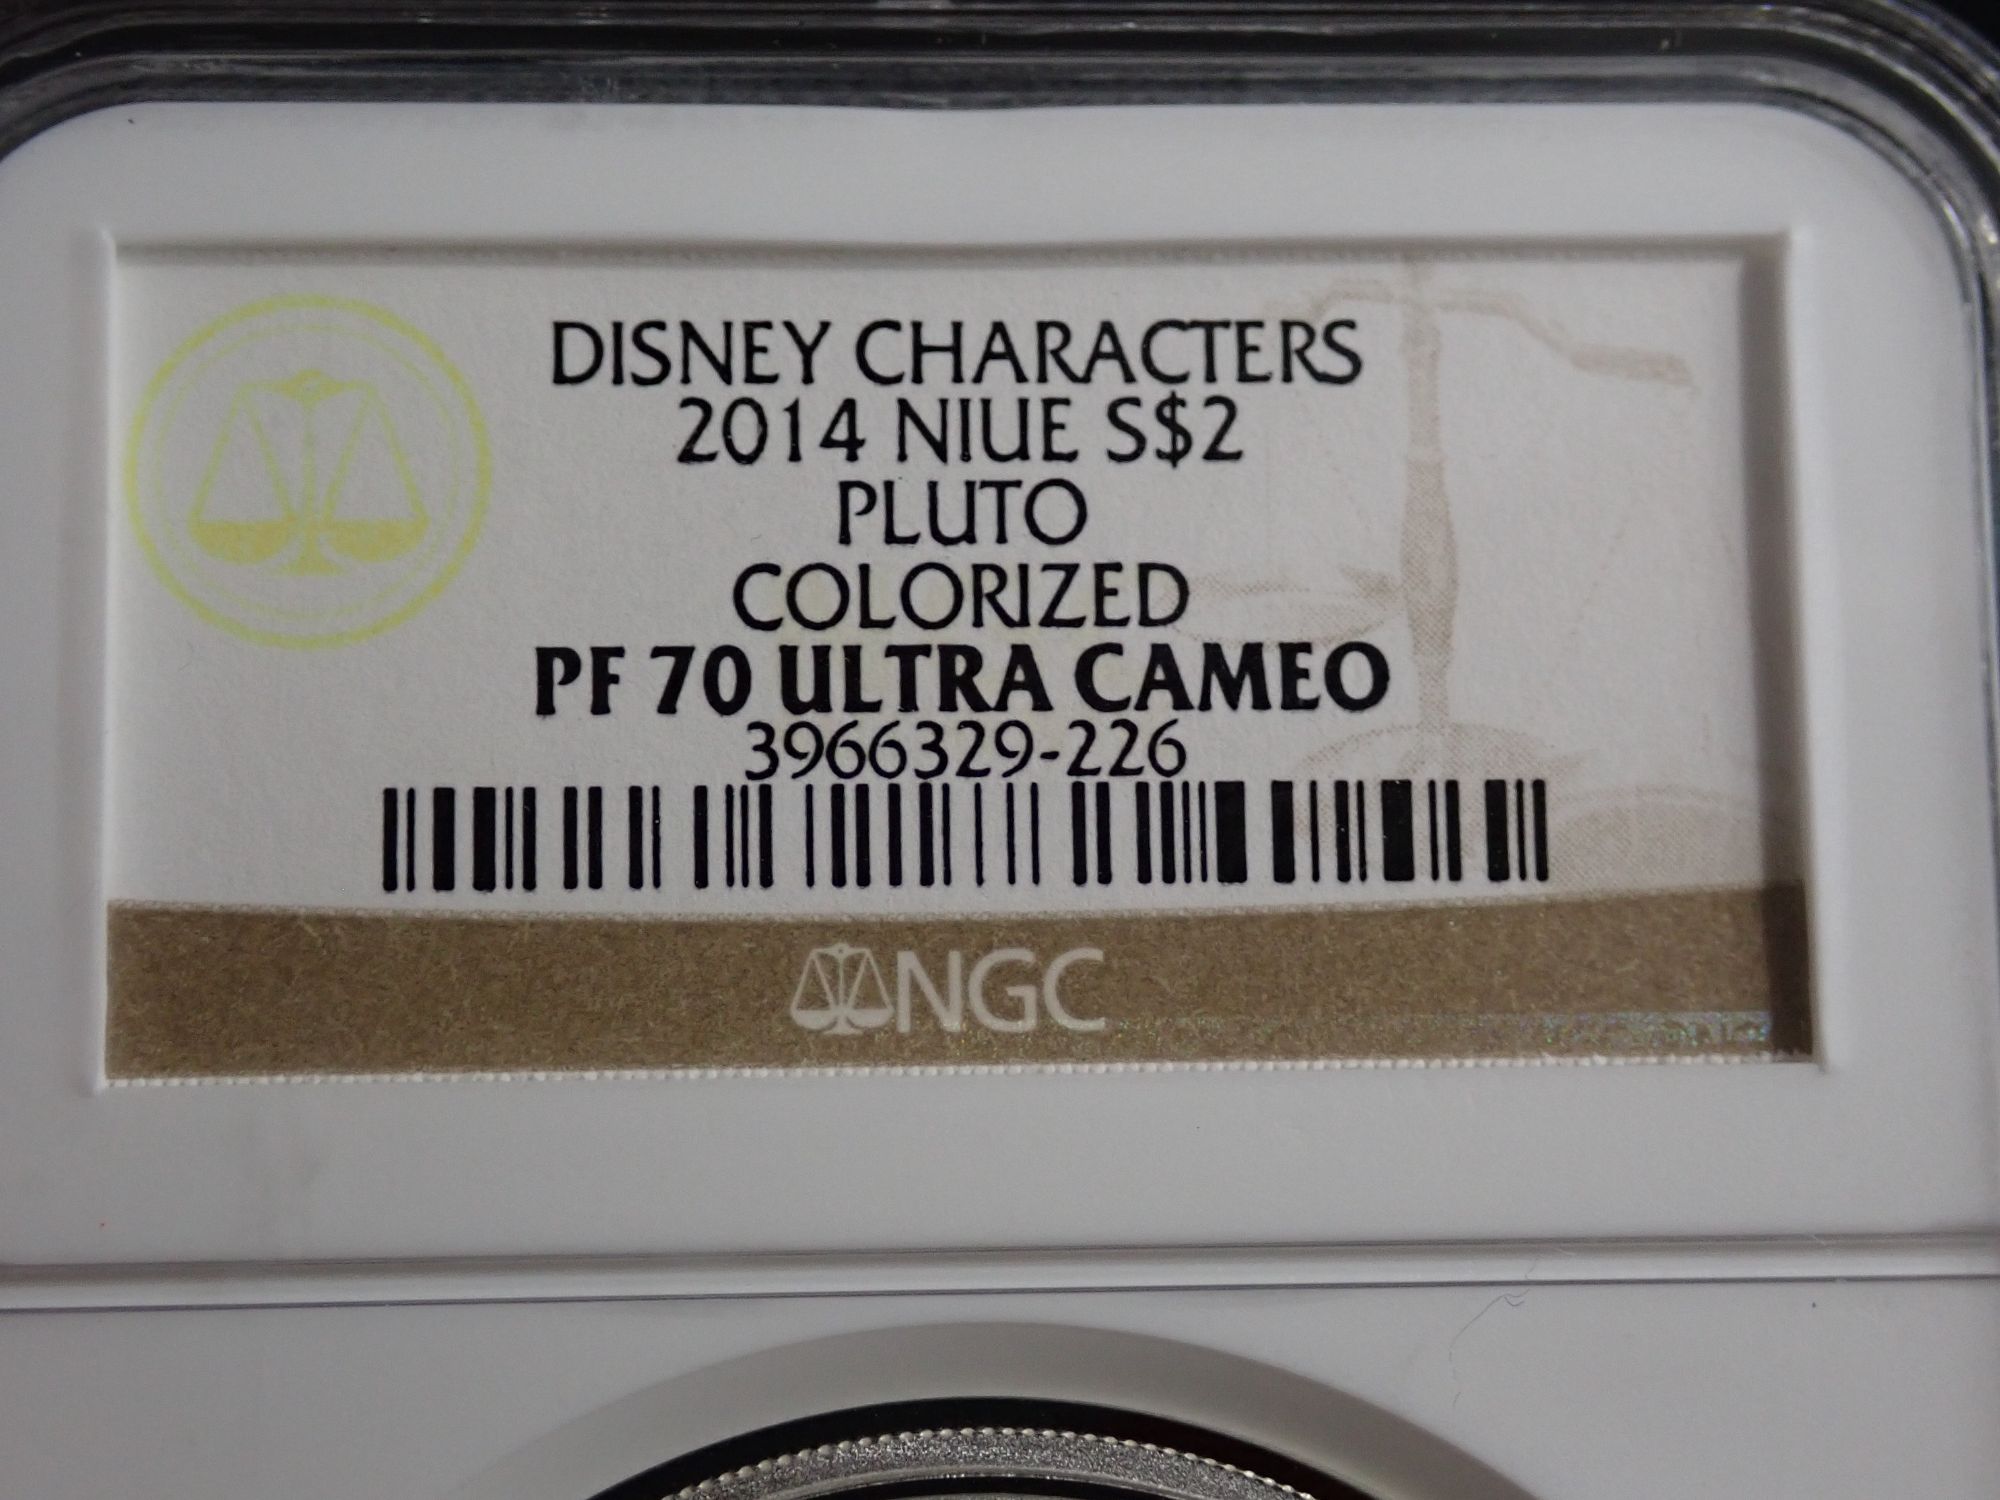 DISNEY CHARACTERS
2014 NIUE S$2
PLUTO
COLORIZED
PF 70 ULTRA CAMEO
3966329-226
NGC